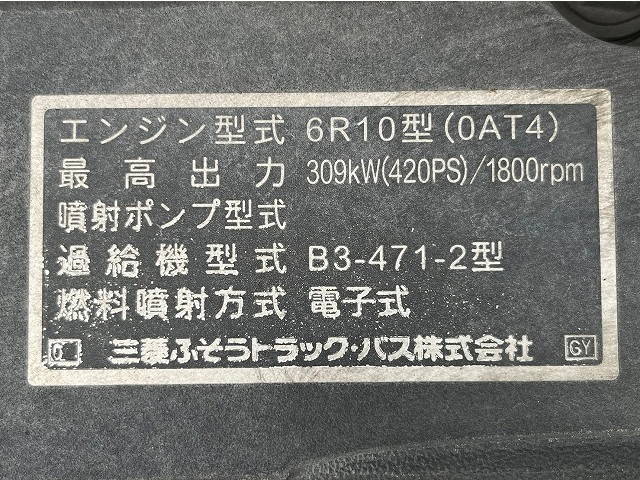 エンジン型式 6R10型(0AT4)
最高出力 309kW(420PS)/1800rpm
噴射ポンプ型式
過給機型式 B3-471-2型
燃料噴射方式 電子式
三菱ふそうトラック・バス株式会社 GY